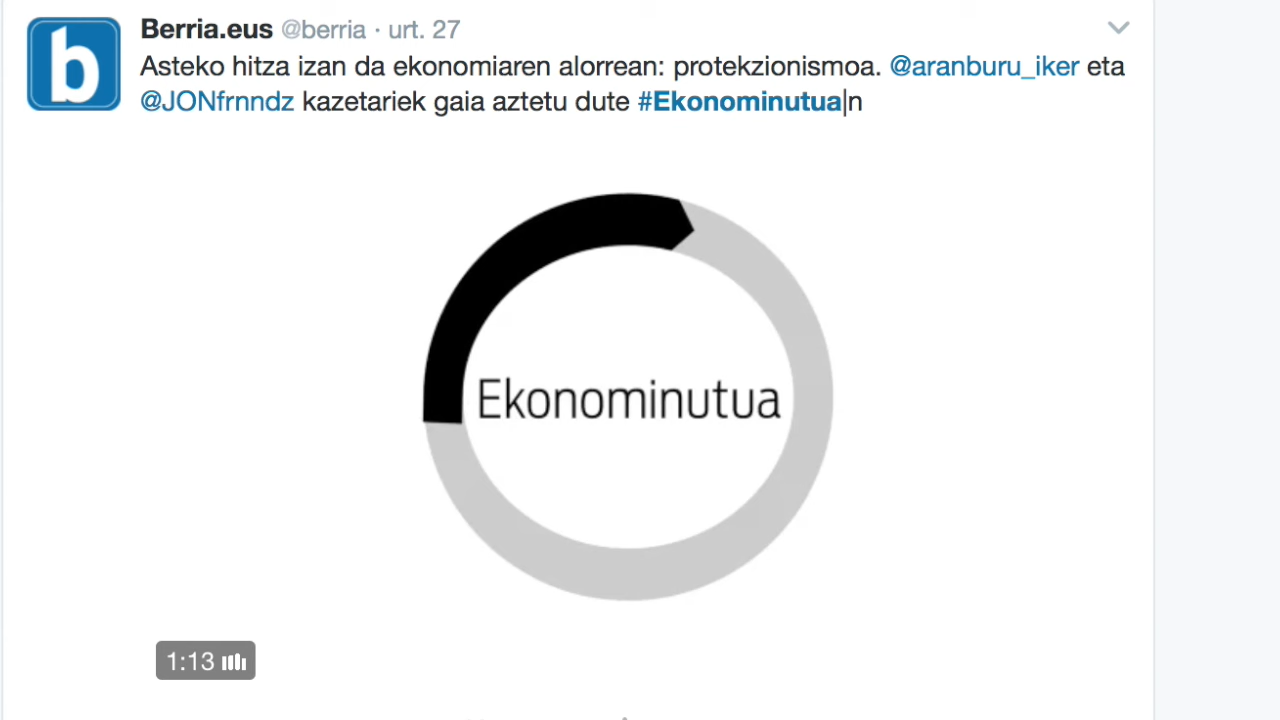 b
Berria.eus @berria · urt. 27
Asteko hitza izan da ekonomiaren alorrean: protekzionismoa. @aranburu_iker eta
@JONfrnndz kazetariek gaia aztetu dute #Ekonominutua|n
Ekonominutua
1:13